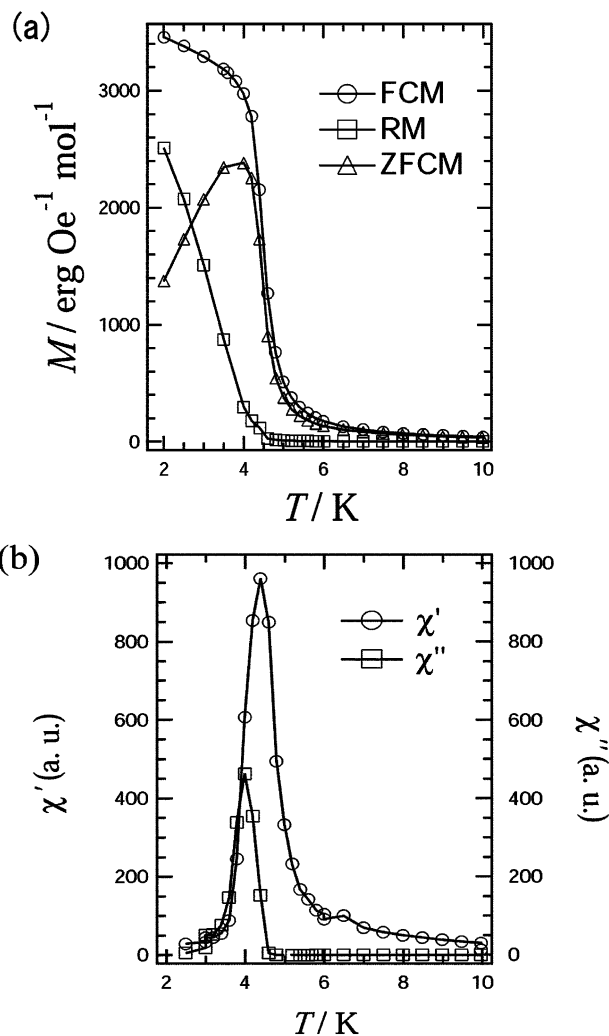 (a)
3000
2000
1000
0
M / erg Oe⁻¹ mol⁻¹
FCM
RM
ZFCM
2 4 6 8 10
T / K
(b)
1000
800
600
400
200
0
χ' (a. u.)
χ'
χ"
1000
800
600
400
200
0
χ" (a. u.)
2 4 6 8 10
T / K